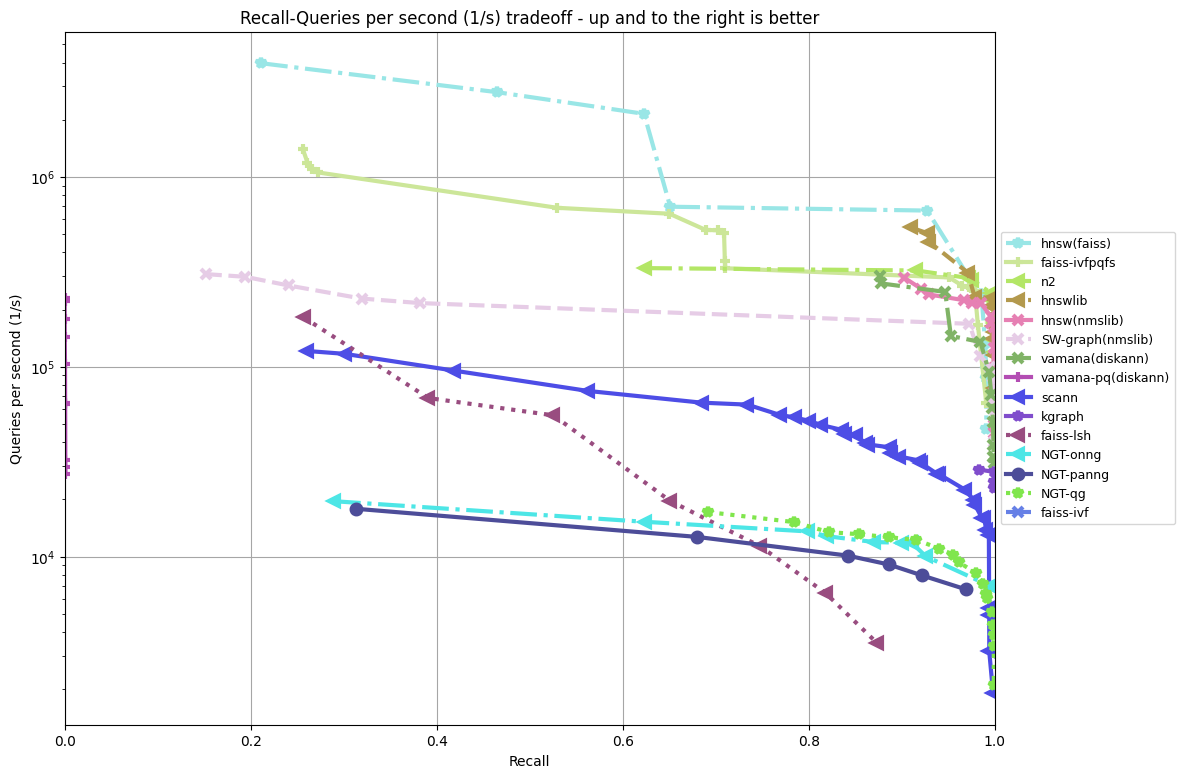 Recall-Queries per second (1/s) tradeoff - up and to the right is better
Queries per second (1/s)
10⁶
10⁵
10⁴
0.0
0.2
0.4
0.6
0.8
1.0
Recall
hnsw(faiss)
faiss-ivfpqfs
n2
hnswlib
hnsw(nmslib)
SW-graph(nmslib)
vamana(diskann)
vamana-pq(diskann)
scann
kgraph
faiss-lsh
NGT-onng
NGT-panng
NGT-qg
faiss-ivf